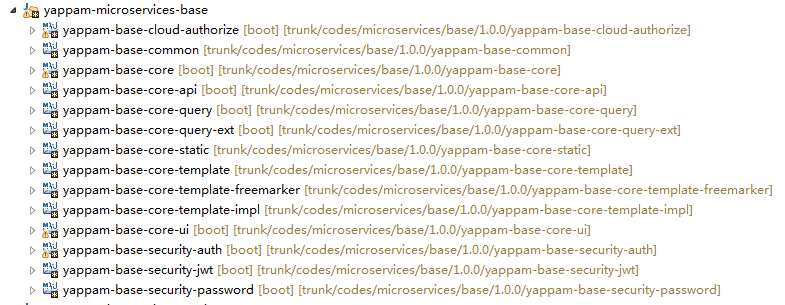 yappam-microservices-base
yappam-base-cloud-authorize [boot] [trunk/codes/microservices/base/1.0.0/yappam-base-cloud-authorize]
yappam-base-common [trunk/codes/microservices/base/1.0.0/yappam-base-common]
yappam-base-core [boot] [trunk/codes/microservices/base/1.0.0/yappam-base-core]
yappam-base-core-api [boot] [trunk/codes/microservices/base/1.0.0/yappam-base-core-api]
yappam-base-core-query [boot] [trunk/codes/microservices/base/1.0.0/yappam-base-core-query]
yappam-base-core-query-ext [boot] [trunk/codes/microservices/base/1.0.0/yappam-base-core-query-ext]
yappam-base-core-static [boot] [trunk/codes/microservices/base/1.0.0/yappam-base-core-static]
yappam-base-core-template [trunk/codes/microservices/base/1.0.0/yappam-base-core-template]
yappam-base-core-template-freemarker [trunk/codes/microservices/base/1.0.0/yappam-base-core-template-freemarker]
yappam-base-core-template-impl [trunk/codes/microservices/base/1.0.0/yappam-base-core-template-impl]
yappam-base-core-ui [boot] [trunk/codes/microservices/base/1.0.0/yappam-base-core-ui]
yappam-base-security-auth [boot] [trunk/codes/microservices/base/1.0.0/yappam-base-security-auth]
yappam-base-security-jwt [boot] [trunk/codes/microservices/base/1.0.0/yappam-base-security-jwt]
yappam-base-security-password [boot] [trunk/codes/microservices/base/1.0.0/yappam-base-security-password]